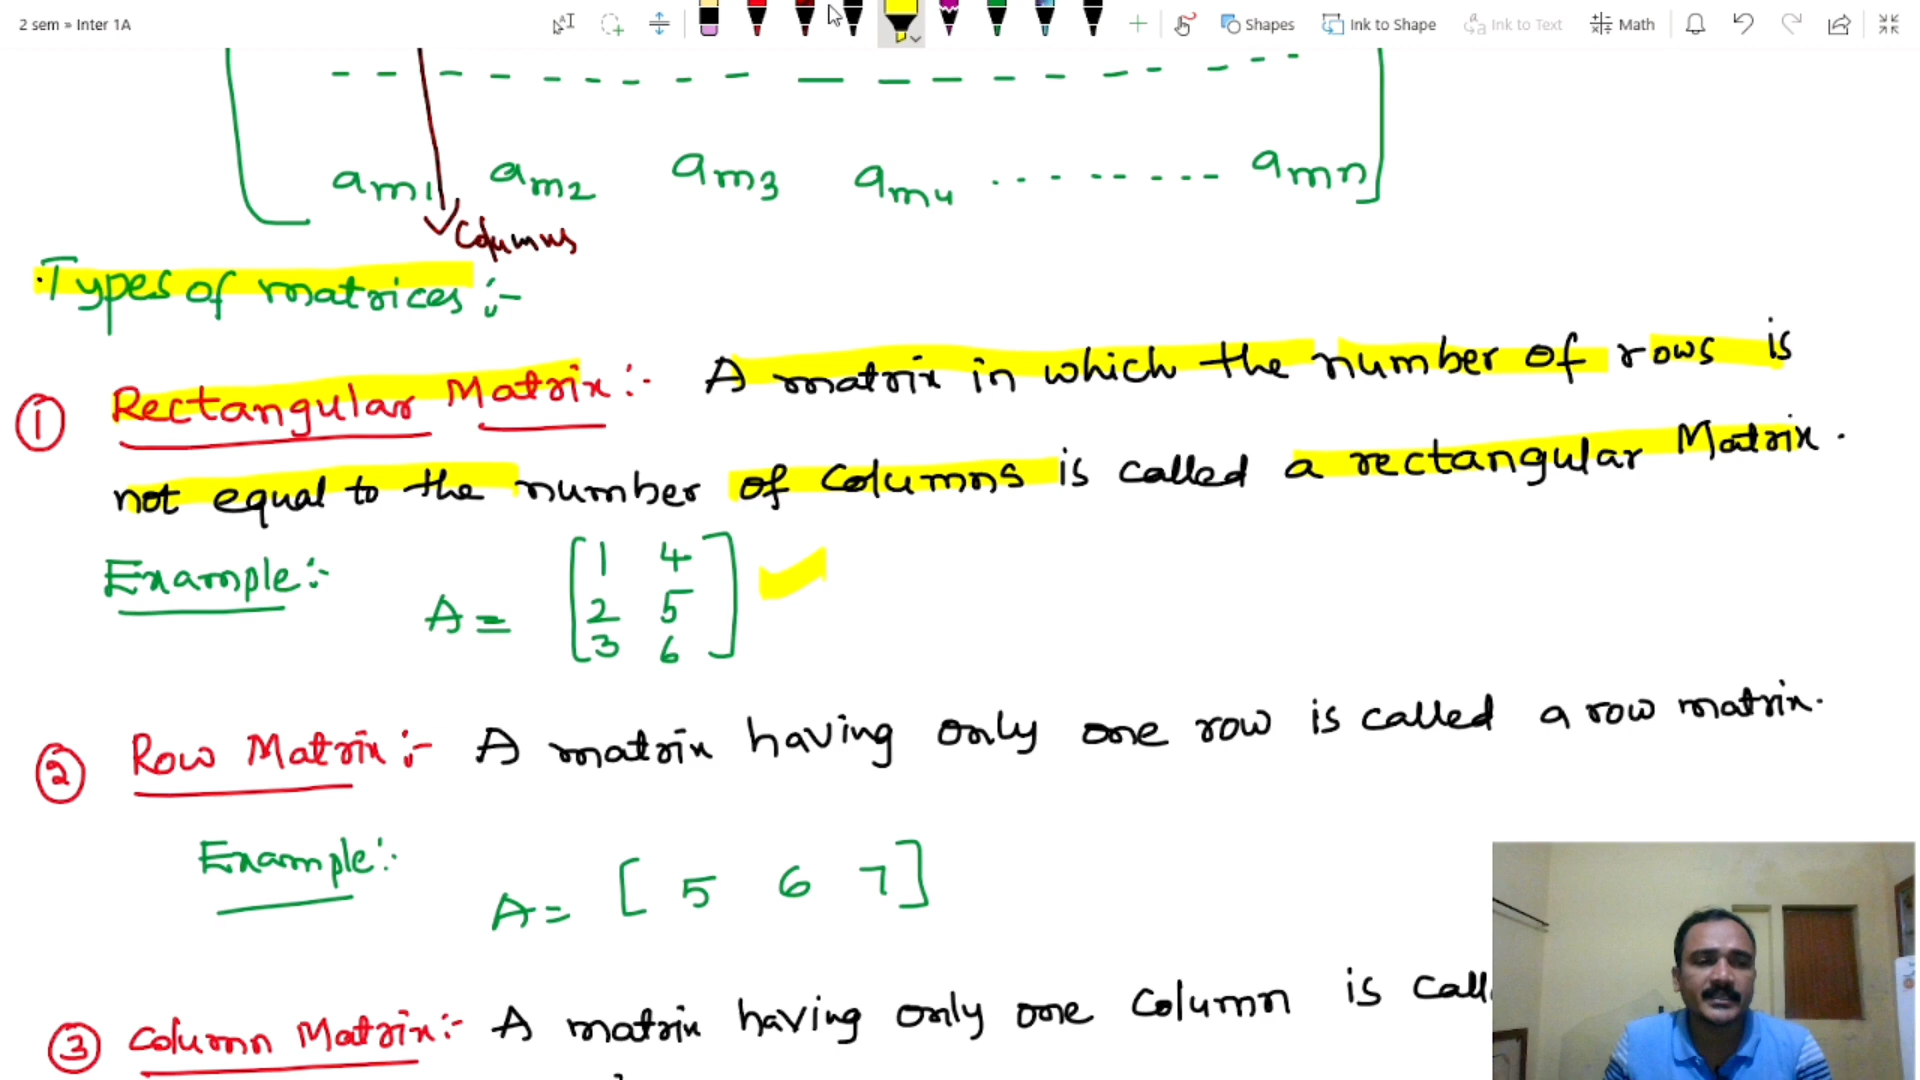 2 sem » Inter 1A
Shapes Ink to Shape Ink to Text Math
am1 am2 am3 am4 ......... amn
Columns
Types of matrices :-
① Rectangular Matrix :- A matrix in which the number of rows is
not equal to the number of columns is called a rectangular Matrix.
Example :-
A = [1 4
2 5
3 6]
② Row Matrix :- A matrix having only one row is called a row matrix.
Example :-
A = [ 5 6 7 ]
③ Column Matrix :- A matrix having only one column is call